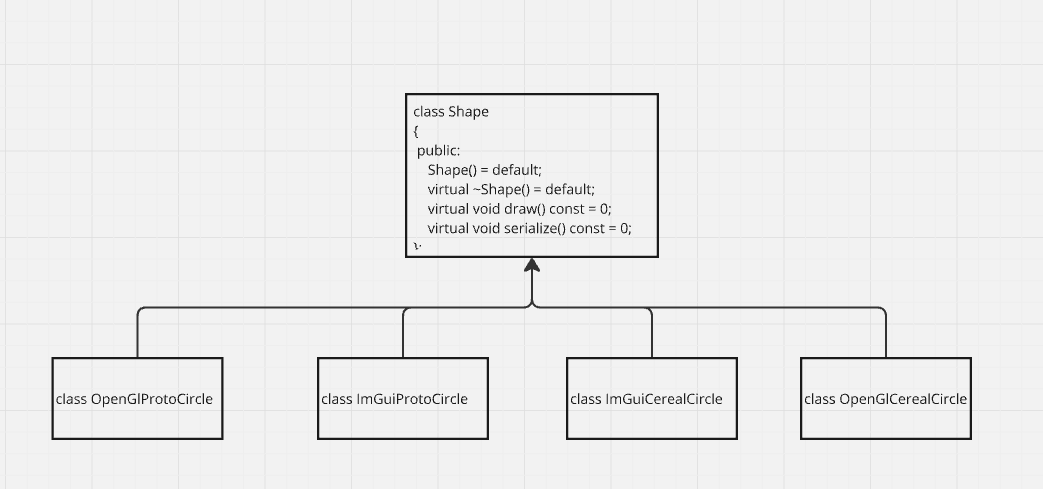 class Shape
{
public:
Shape() = default;
virtual ~Shape() = default;
virtual void draw() const = 0;
virtual void serialize() const = 0;
};
class OpenGlProtoCircle
class ImGuiProtoCircle
class ImGuiCerealCircle
class OpenGlCerealCircle